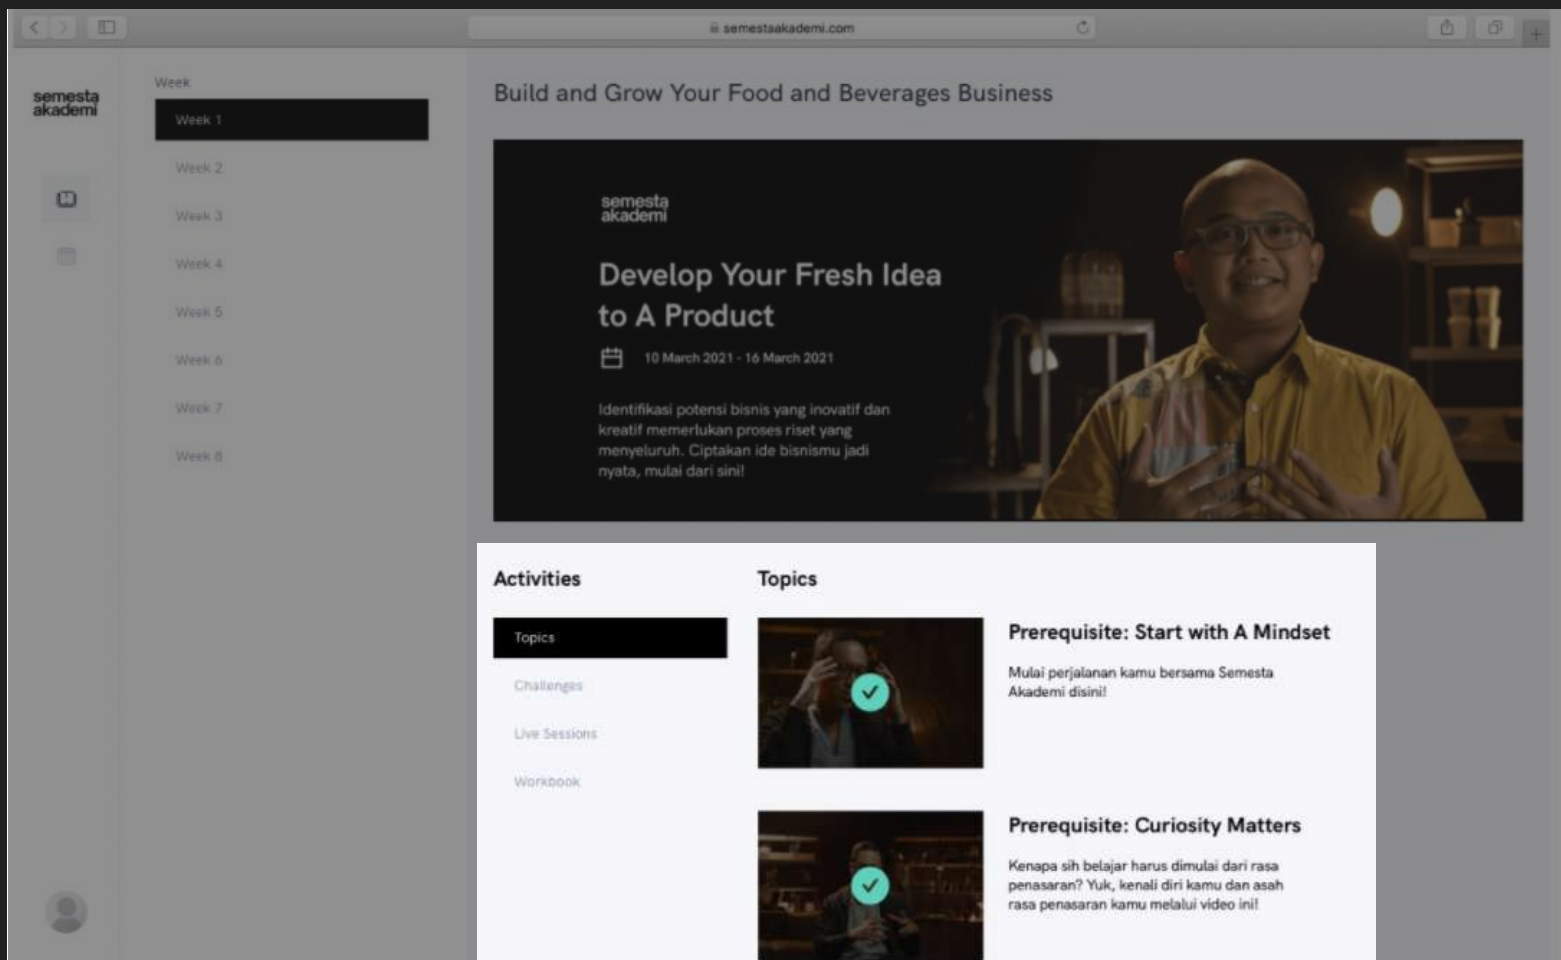 semestaakademi.com
semesta
akademi
Week
Week 1
Week 2
Week 3
Week 4
Week 5
Week 6
Week 7
Week 8
Build and Grow Your Food and Beverages Business
semesta
akademi
Develop Your Fresh Idea
to A Product
10 March 2021 - 16 March 2021
Identifikasi potensi bisnis yang inovatif dan
kreatif memerlukan proses riset yang
menyeluruh. Ciptakan ide bisnismu jadi
nyata, mulai dari sini!
Activities
Topics
Challenges
Live Sessions
Workbook
Topics
Prerequisite: Start with A Mindset
Mulai perjalanan kamu bersama Semesta
Akademi disini!
Prerequisite: Curiosity Matters
Kenapa sih belajar harus dimulai dari rasa
penasaran? Yuk, kenali diri kamu dan asah
rasa penasaran kamu melalui video ini!